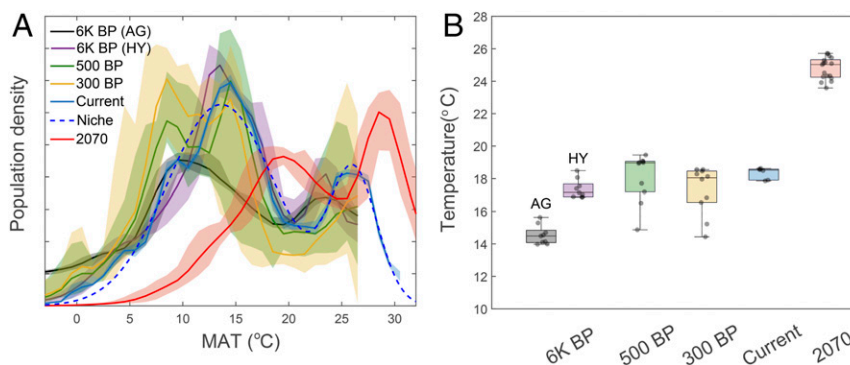 A
6K BP (AG)
6K BP (HY)
500 BP
300 BP
Current
Niche
2070
Population density
0 5 10 15 20 25 30
MAT (°C)
B
28
26
24
22
20
18
16
14
12
10
Temperature(° C)
AG
HY
6K BP
500 BP
300 BP
Current
2070